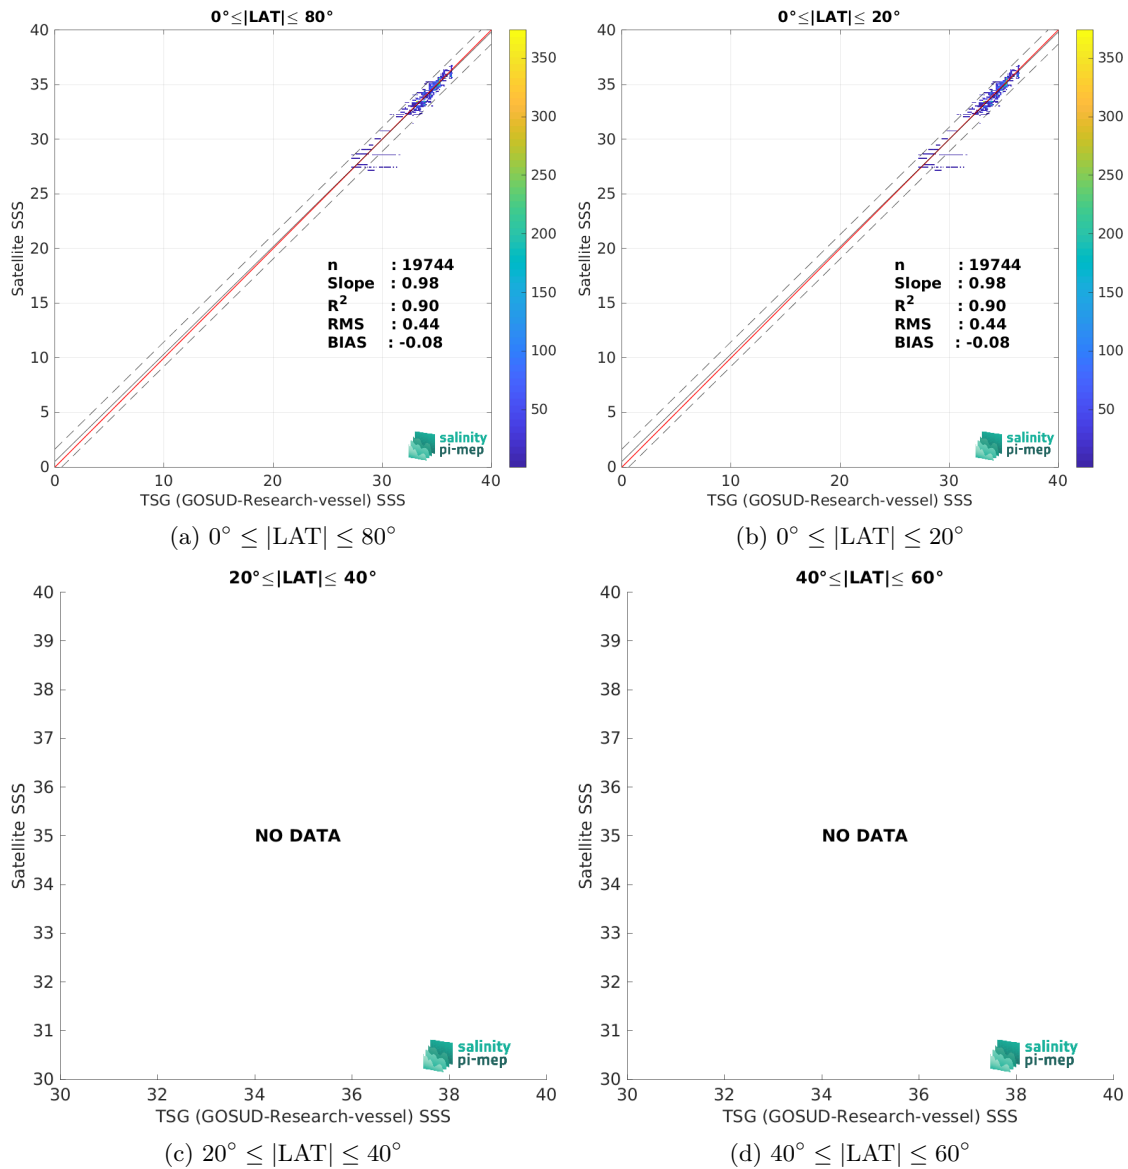 0°≤|LAT|≤ 80°
40
35
30
25
20
15
10
5
0
Satellite SSS
n : 19744
Slope : 0.98
R2 : 0.90
RMS : 0.44
BIAS : -0.08
salinity
pi-mep
0 10 20 30 40
TSG (GOSUD-Research-vessel) SSS
350
300
250
200
150
100
50
(a) 0° ≤ |LAT| ≤ 80°
0°≤|LAT|≤ 20°
40
35
30
25
20
15
10
5
0
Satellite SSS
n : 19744
Slope : 0.98
R2 : 0.90
RMS : 0.44
BIAS : -0.08
salinity
pi-mep
0 10 20 30 40
TSG (GOSUD-Research-vessel) SSS
350
300
250
200
150
100
50
(b) 0° ≤ |LAT| ≤ 20°
20°≤|LAT|≤ 40°
40
39
38
37
36
35
34
33
32
31
30
Satellite SSS
NO DATA
salinity
pi-mep
30 32 34 36 38 40
TSG (GOSUD-Research-vessel) SSS
(c) 20° ≤ |LAT| ≤ 40°
40°≤|LAT|≤ 60°
40
39
38
37
36
35
34
33
32
31
30
Satellite SSS
NO DATA
salinity
pi-mep
30 32 34 36 38 40
TSG (GOSUD-Research-vessel) SSS
(d) 40° ≤ |LAT| ≤ 60°